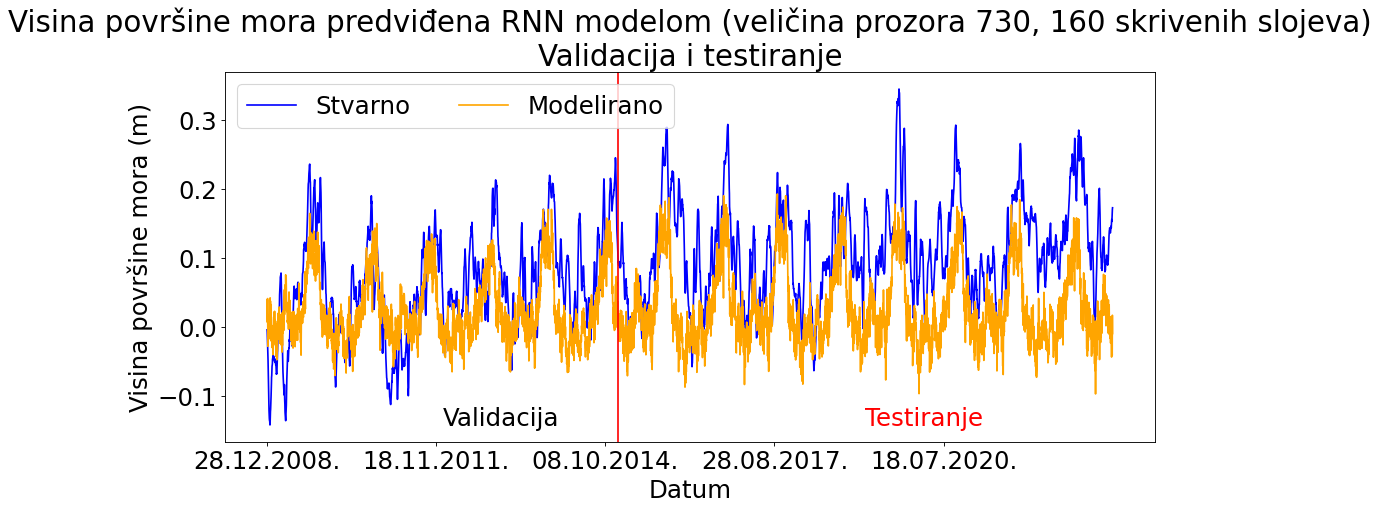 Visina površine mora predviđena RNN modelom (veličina prozora 730, 160 skrivenih slojeva)
Validacija i testiranje
Stvarno Modelirano
Visina površine mora (m)
0.3
0.2
0.1
0.0
−0.1
Validacija Testiranje
28.12.2008. 18.11.2011. 08.10.2014. 28.08.2017. 18.07.2020.
Datum